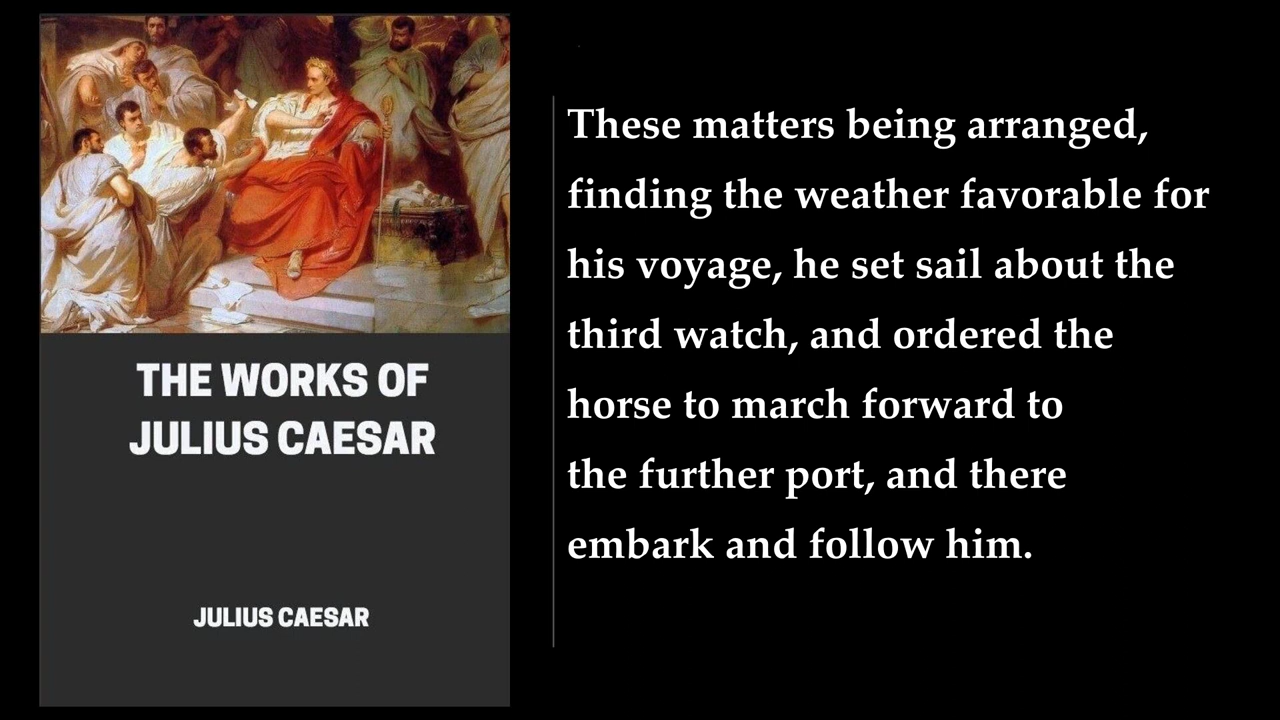 THE WORKS OF
JULIUS CAESAR
JULIUS CAESAR
These matters being arranged,
finding the weather favorable for
his voyage, he set sail about the
third watch, and ordered the
horse to march forward to
the further port, and there
embark and follow him.